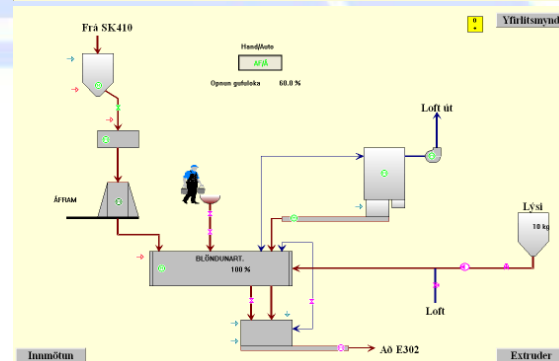 Yfirlitsmynd
Frá SK410
Hand/Auto
AF/Á
Opnun gufuloka 60.0 %
Loft út
ÁFRAM
Lýsi
10 kg
BLÖNDUNART.
100 %
Loft
Að E302
Innmötun
Extruder